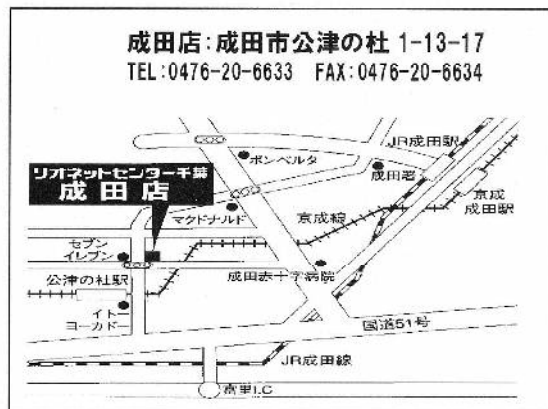 成田店:成田市公津の杜 1-13-17
TEL:0476-20-6633 FAX:0476-20-6634
JR成田駅
ボンベルタ
成田署
リオネットセンター千葉
成田店
京成
成田駅
マクドナルド
京成線
セブン
イレブン
成田赤十字病院
公津の杜駅
イトー
ヨーカドー
国道51号
JR成田線
富里I.C